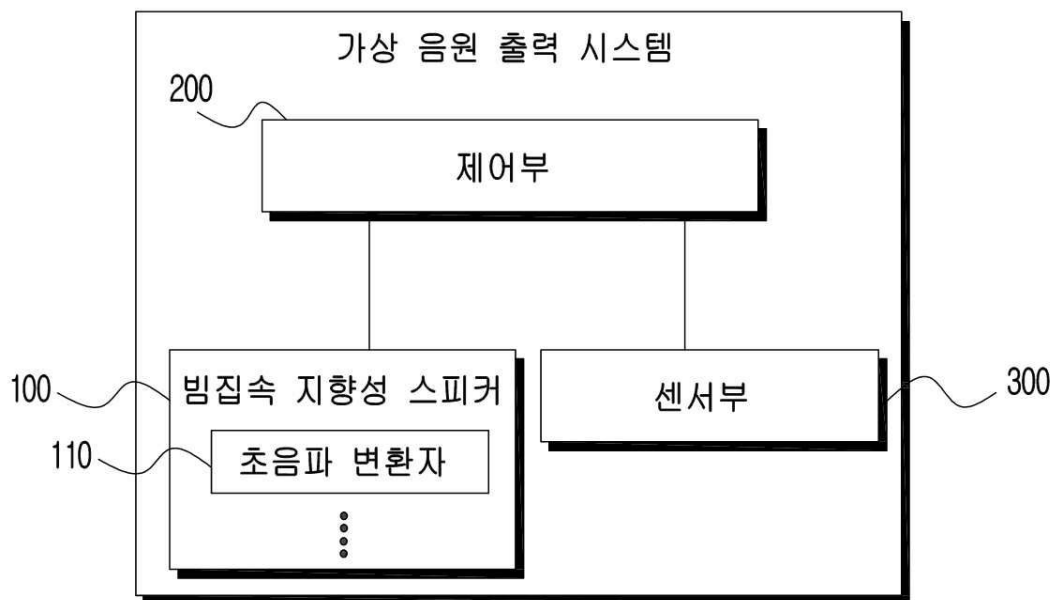 가상 음원 출력 시스템
200
제어부
100
빔집속 지향성 스피커
센서부
300
110
초음파 변환자